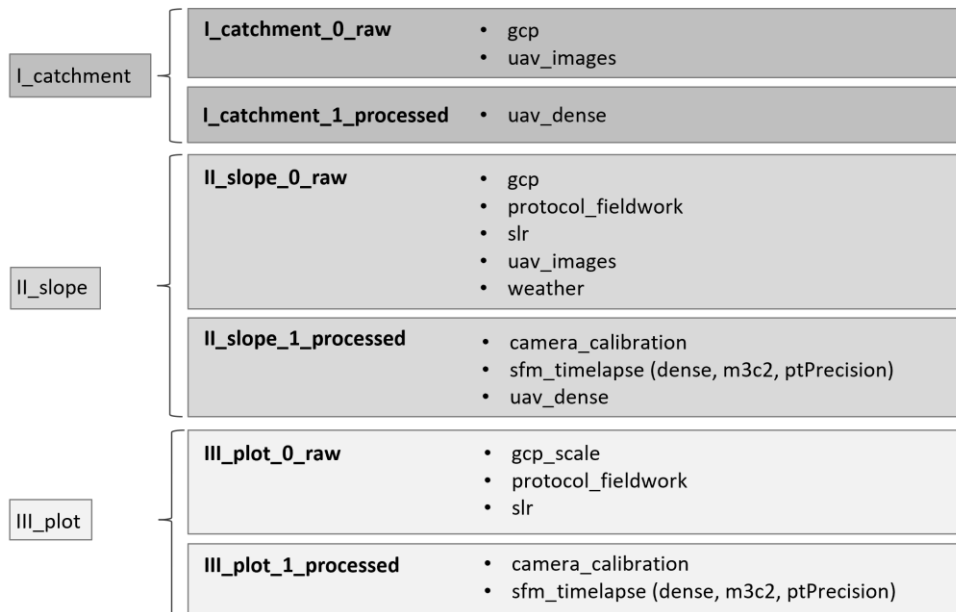 I_catchment
I_catchment_0_raw
• gcp
• uav_images
I_catchment_1_processed
• uav_dense
II_slope
II_slope_0_raw
• gcp
• protocol_fieldwork
• slr
• uav_images
• weather
II_slope_1_processed
• camera_calibration
• sfm_timelapse (dense, m3c2, ptPrecision)
• uav_dense
III_plot
III_plot_0_raw
• gcp_scale
• protocol_fieldwork
• slr
III_plot_1_processed
• camera_calibration
• sfm_timelapse (dense, m3c2, ptPrecision)